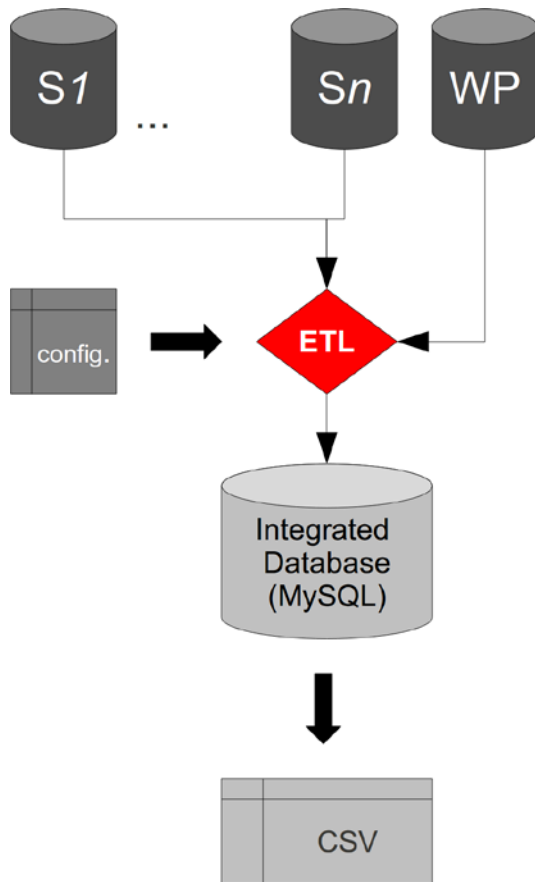 S1
...
Sn
WP
config.
ETL
Integrated
Database
(MySQL)
CSV